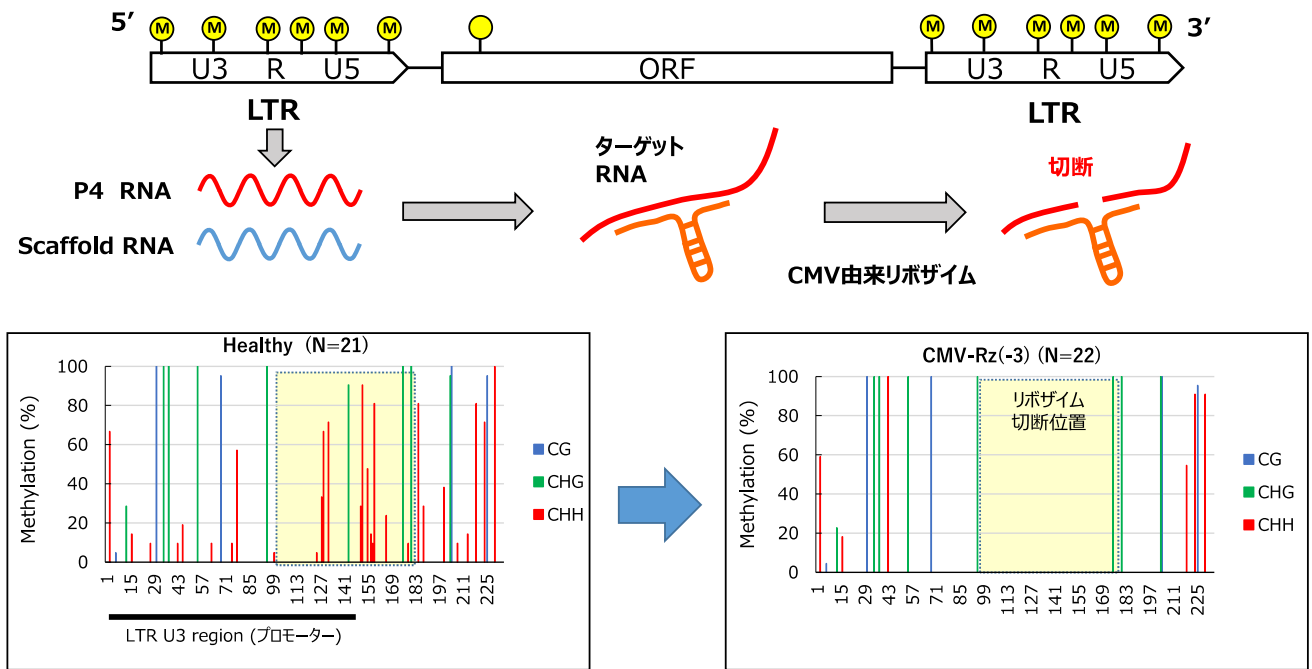 5′ M M M M M M M M M M M M 3′
U3 R U5 ORF U3 R U5
LTR LTR
P4 RNA
Scaffold RNA
ターゲット
RNA
CMV由来リボザイム
切断
Healthy (N=21)
Methylation (%)
100
80
60
40
20
0
1 15 29 43 57 71 85 99 113 127 141 155 169 183 197 211 225
CG
CHG
CHH
LTR U3 region (プロモーター)
CMV-Rz(-3) (N=22)
リボザイム
切断位置
Methylation (%)
100
80
60
40
20
0
1 15 29 43 57 71 85 99 113 127 141 155 169 183 197 211 225
CG
CHG
CHH